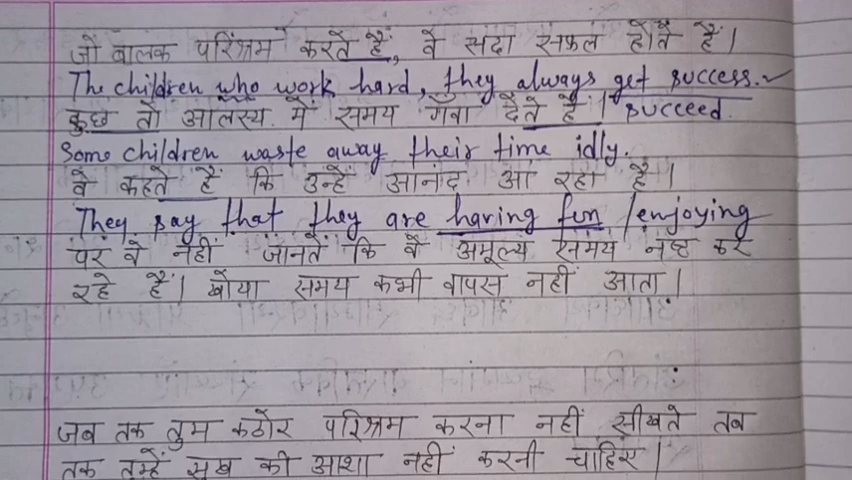 जो बालक परिश्रम करते हैं, वे सदा सफल होते हैं।
The children who work hard, they always get success.
कुछ तो आलस्य में समय गँवा देते हैं। / succeed.
Some children waste away their time idly.
वे कहते हैं कि उन्हें आनंद आ रहा है।
They say that they are having fun / enjoying
पर वे नहीं जानते कि वे अमूल्य समय नष्ट कर
रहे हैं। खोया समय कभी वापस नहीं आता।
जब तक तुम कठोर परिश्रम करना नहीं सीखते तब
तक तुम्हें सुख की आशा नहीं करनी चाहिए।